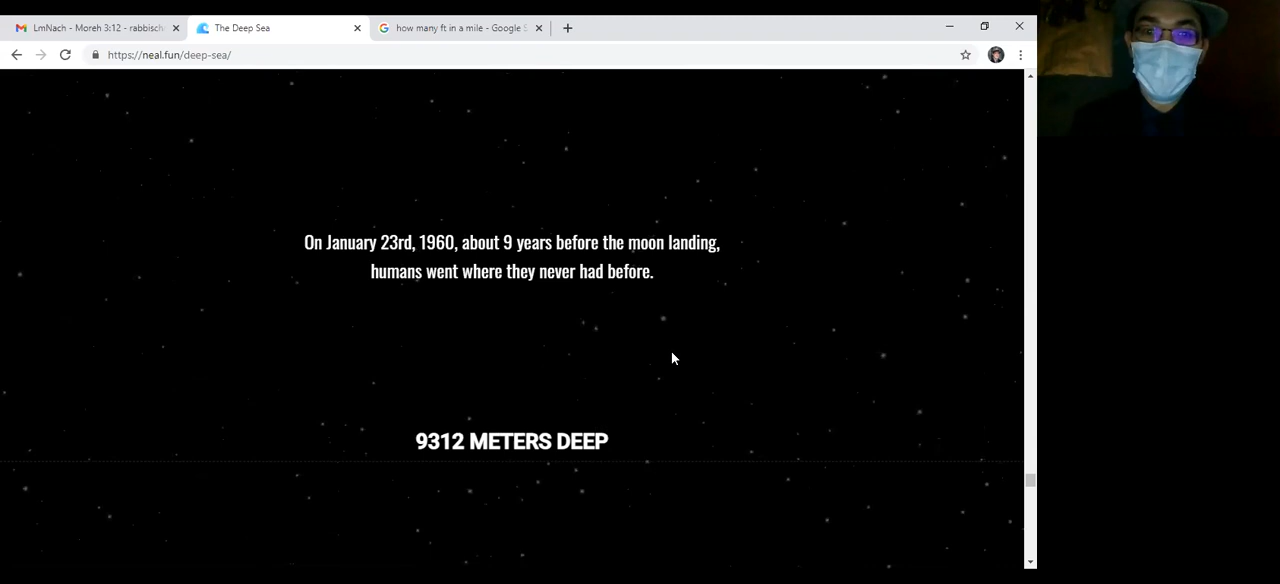 LmNach - Moreh 3:12 - rabbisch
The Deep Sea
how many ft in a mile - Google S
https://neal.fun/deep-sea/
On January 23rd, 1960, about 9 years before the moon landing,
humans went where they never had before.
9312 METERS DEEP